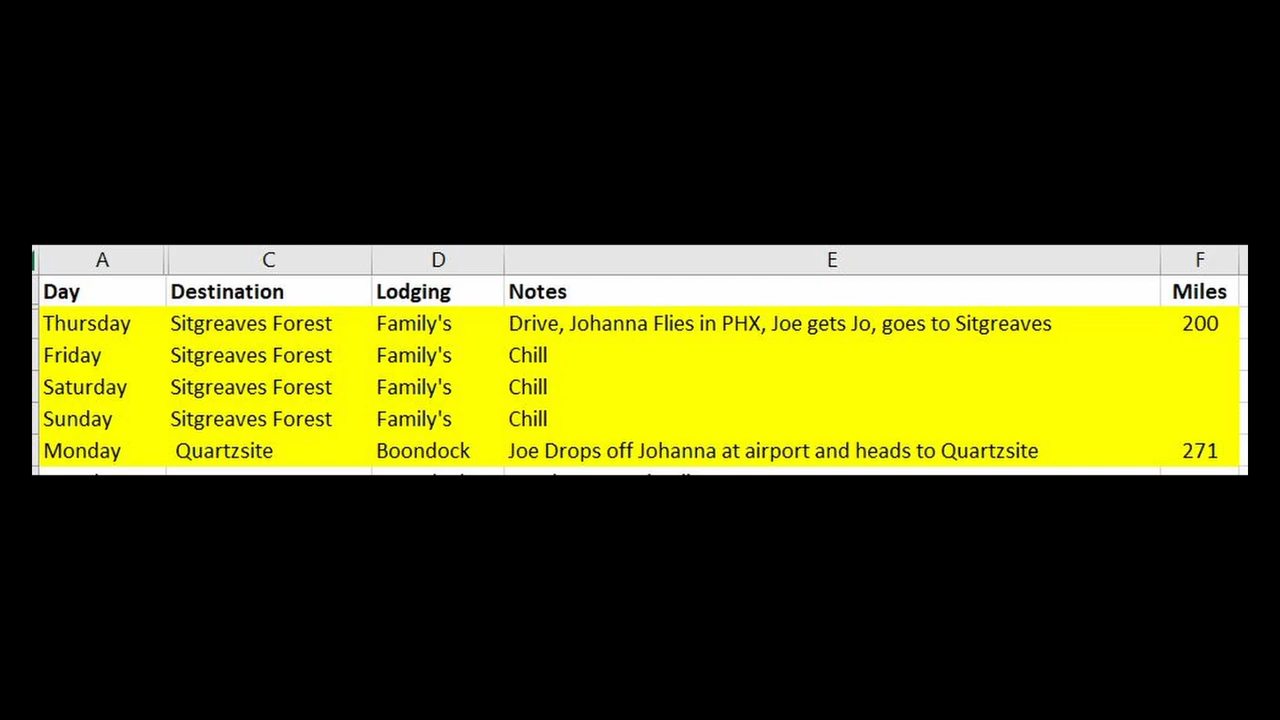 A C D E F
Day Destination Lodging Notes Miles
Thursday Sitgreaves Forest Family's Drive, Johanna Flies in PHX, Joe gets Jo, goes to Sitgreaves 200
Friday Sitgreaves Forest Family's Chill
Saturday Sitgreaves Forest Family's Chill
Sunday Sitgreaves Forest Family's Chill
Monday Quartzsite Boondock Joe Drops off Johanna at airport and heads to Quartzsite 271